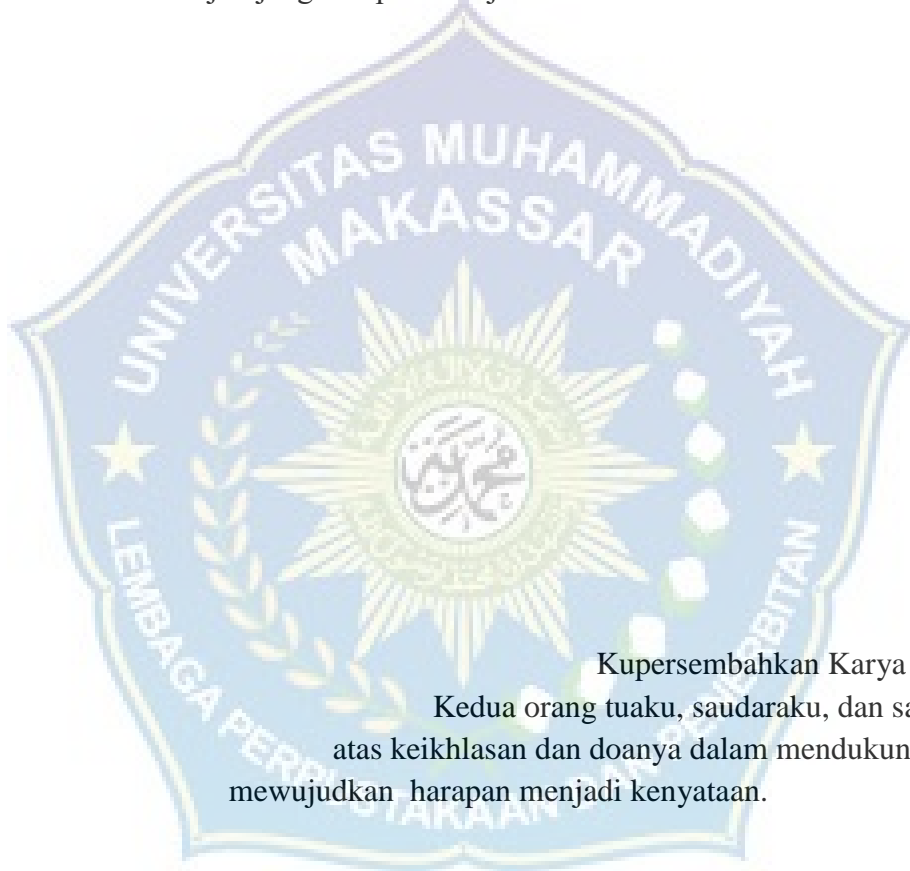 UNIVERSITAS MUHAMMADIYAH
MAKASSAR
Kupersembahkan Karya
Kedua orang tuaku, saudaraku, dan sa
atas keikhlasan dan doanya dalam mendukun
mewujudkan harapan menjadi kenyataan.
LEMBAGA PERPUSTAKAAN DAN PENERBITAN